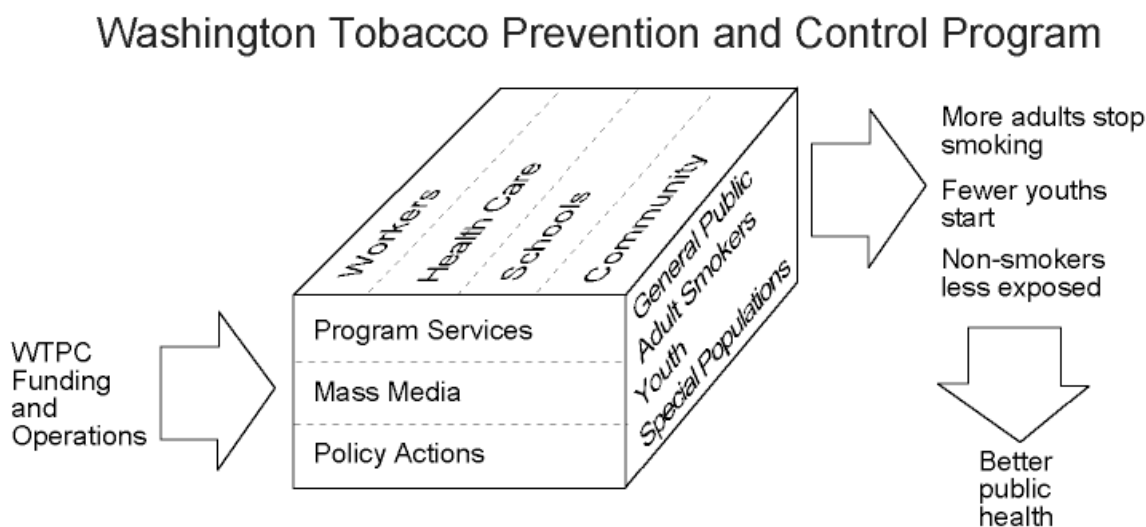 Washington Tobacco Prevention and Control Program
WTPC
Funding
and
Operations
Workers
Health Care
Schools
Community
Program Services
Mass Media
Policy Actions
General Public
Adult Smokers
Youth
Special Populations
More adults stop
smoking
Fewer youths
start
Non-smokers
less exposed
Better
public
health